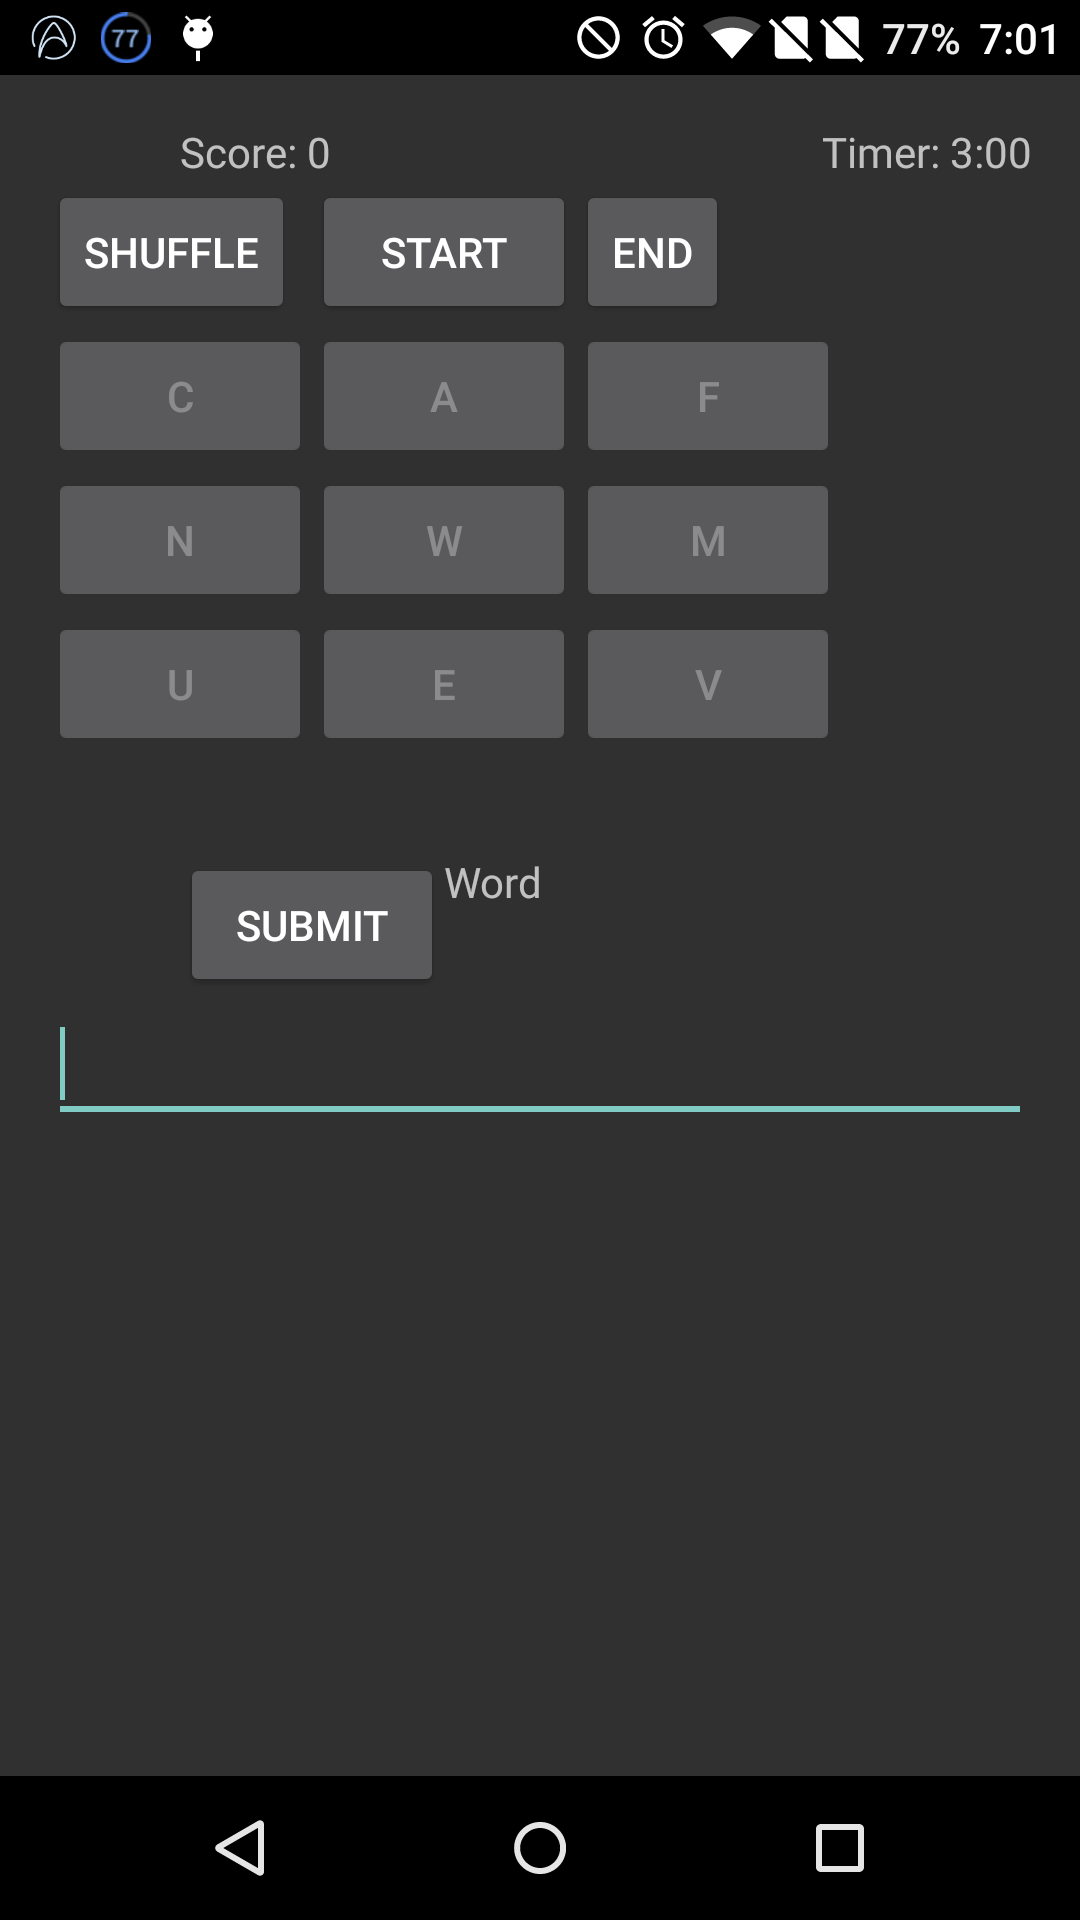 77 77% 7:01
Score: 0 Timer: 3:00
SHUFFLE START END
C A F
N W M
U E V
Word
SUBMIT